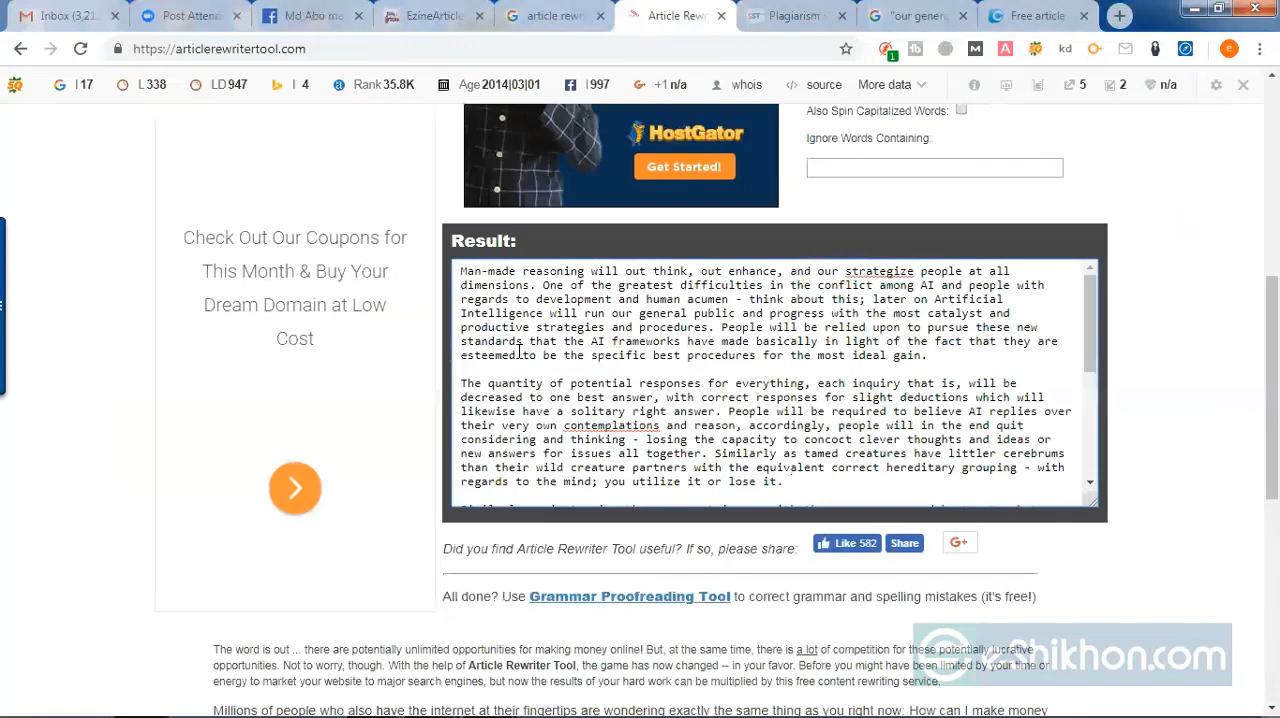 Inbox (3,21
Post Attend
Md Abu me
EzineArticle
article rewr
Article Rew
Plagiarism
"our genera
Free article
https://articlerewritertool.com
kd
e
I 17
L 338
LD 947
I 4
Rank 35.8K
Age 2014|03|01
I 997
+1 n/a
whois
source
More data
5
2
n/a
Also Spin Capitalized Words:
Ignore Words Containing:
HostGator
Get Started!
Check Out Our Coupons for
This Month & Buy Your
Dream Domain at Low
Cost
Result:
Man-made reasoning will out think, out enhance, and our strategize people at all
dimensions. One of the greatest difficulties in the conflict among AI and people with
regards to development and human acumen - think about this; later on Artificial
Intelligence will run our general public and progress with the most catalyst and
productive strategies and procedures. People will be relied upon to pursue these new
standards that the AI frameworks have made basically in light of the fact that they are
esteemed to be the specific best procedures for the most ideal gain.
The quantity of potential responses for everything, each inquiry that is, will be
decreased to one best answer, with correct responses for slight deductions which will
likewise have a solitary right answer. People will be required to believe AI replies over
their very own contemplations and reason, accordingly, people will in the end quit
considering and thinking - losing the capacity to concoct clever thoughts and ideas or
new answers for issues all together. Similarly as tamed creatures have littler cerebrums
than their wild creature partners with the equivalent correct hereditary grouping - with
regards to the mind; you utilize it or lose it.
Did you find Article Rewriter Tool useful? If so, please share:
Like 582
Share
G+
All done? Use Grammar Proofreading Tool to correct grammar and spelling mistakes (it's free!)
The word is out ... there are potentially unlimited opportunities for making money online! But, at the same time, there is a lot of competition for these potentially lucrative
opportunities. Not to worry, though. With the help of Article Rewriter Tool, the game has now changed -- in your favor. Before you might have been limited by your time or
energy to market your website to major search engines, but now the results of your hard work can be multiplied by this free content rewriting service.
Millions of people who also have the internet at their fingertips are wondering exactly the same thing as you right now: How can I make money